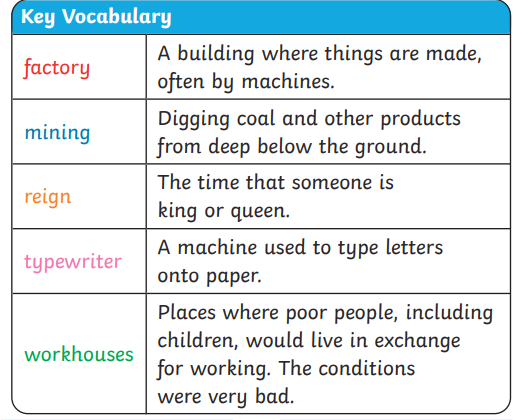 Key Vocabulary
factory
A building where things are made,
often by machines.
mining
Digging coal and other products
from deep below the ground.
reign
The time that someone is
king or queen.
typewriter
A machine used to type letters
onto paper.
workhouses
Places where poor people, including
children, would live in exchange
for working. The conditions
were very bad.